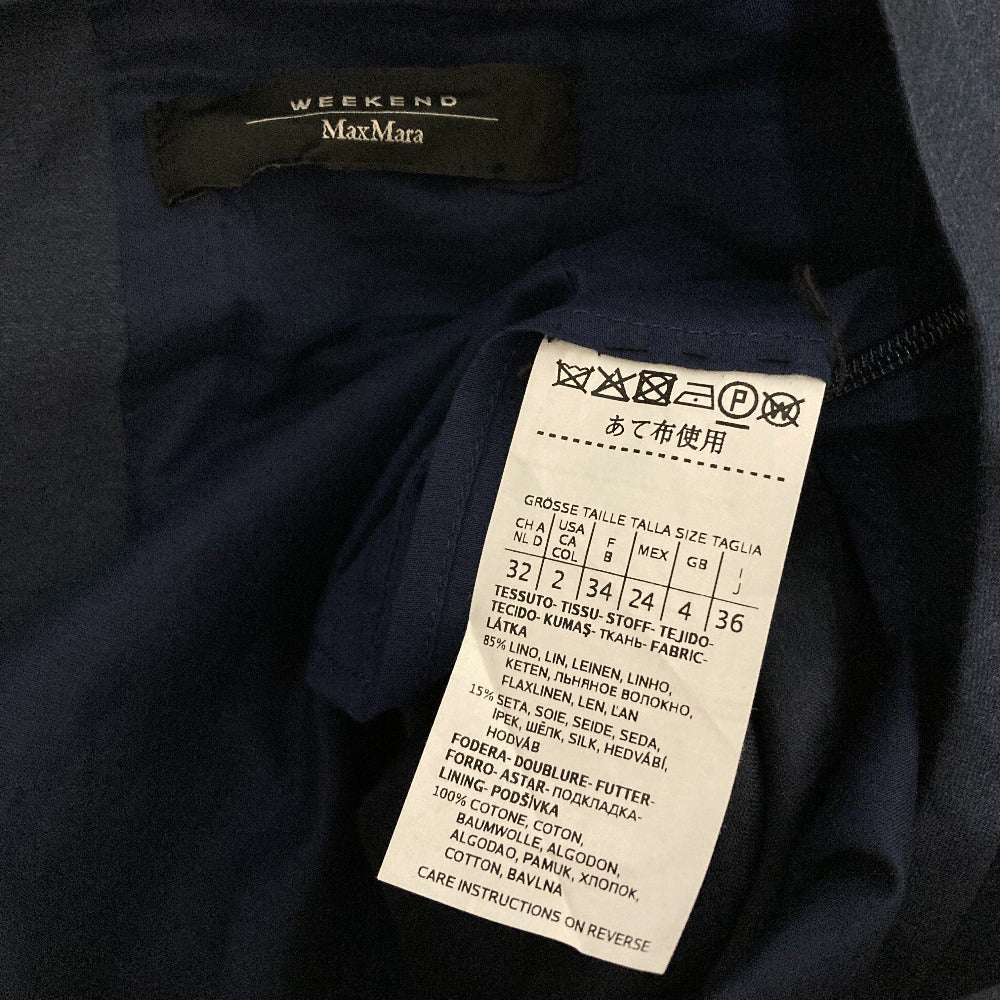 WEEKEND
MaxMara
P W
あて布使用
GRÖSSE TAILLE TALLA SIZE TAGLIA
CH A USA F MEX GB I
NL D CA B J
COL
32 2 34 24 4 36
TESSUTO- TISSU- STOFF- TEJIDO-
TECIDO- KUMAŞ- ТКАНЬ- FABRIC-
LÁTKA
85% LINO, LIN, LEINEN, LINHO,
KETEN, ЛЬНЯНОЕ ВОЛОКНО,
FLAXLINEN, LEN, ĽAN
15% SETA, SOIE, SEIDE, SEDA,
İPEK, ШЁЛК, SILK, HEDVÁBÍ,
HODVÁB
FODERA- DOUBLURE- FUTTER-
FORRO- ASTAR- ПОДКЛАДКА-
LINING- PODŠÍVKA
100% COTONE, COTON,
BAUMWOLLE, ALGODON,
ALGODAO, PAMUK, ХЛОПОК,
COTTON, BAVLNA
CARE INSTRUCTIONS ON REVERSE